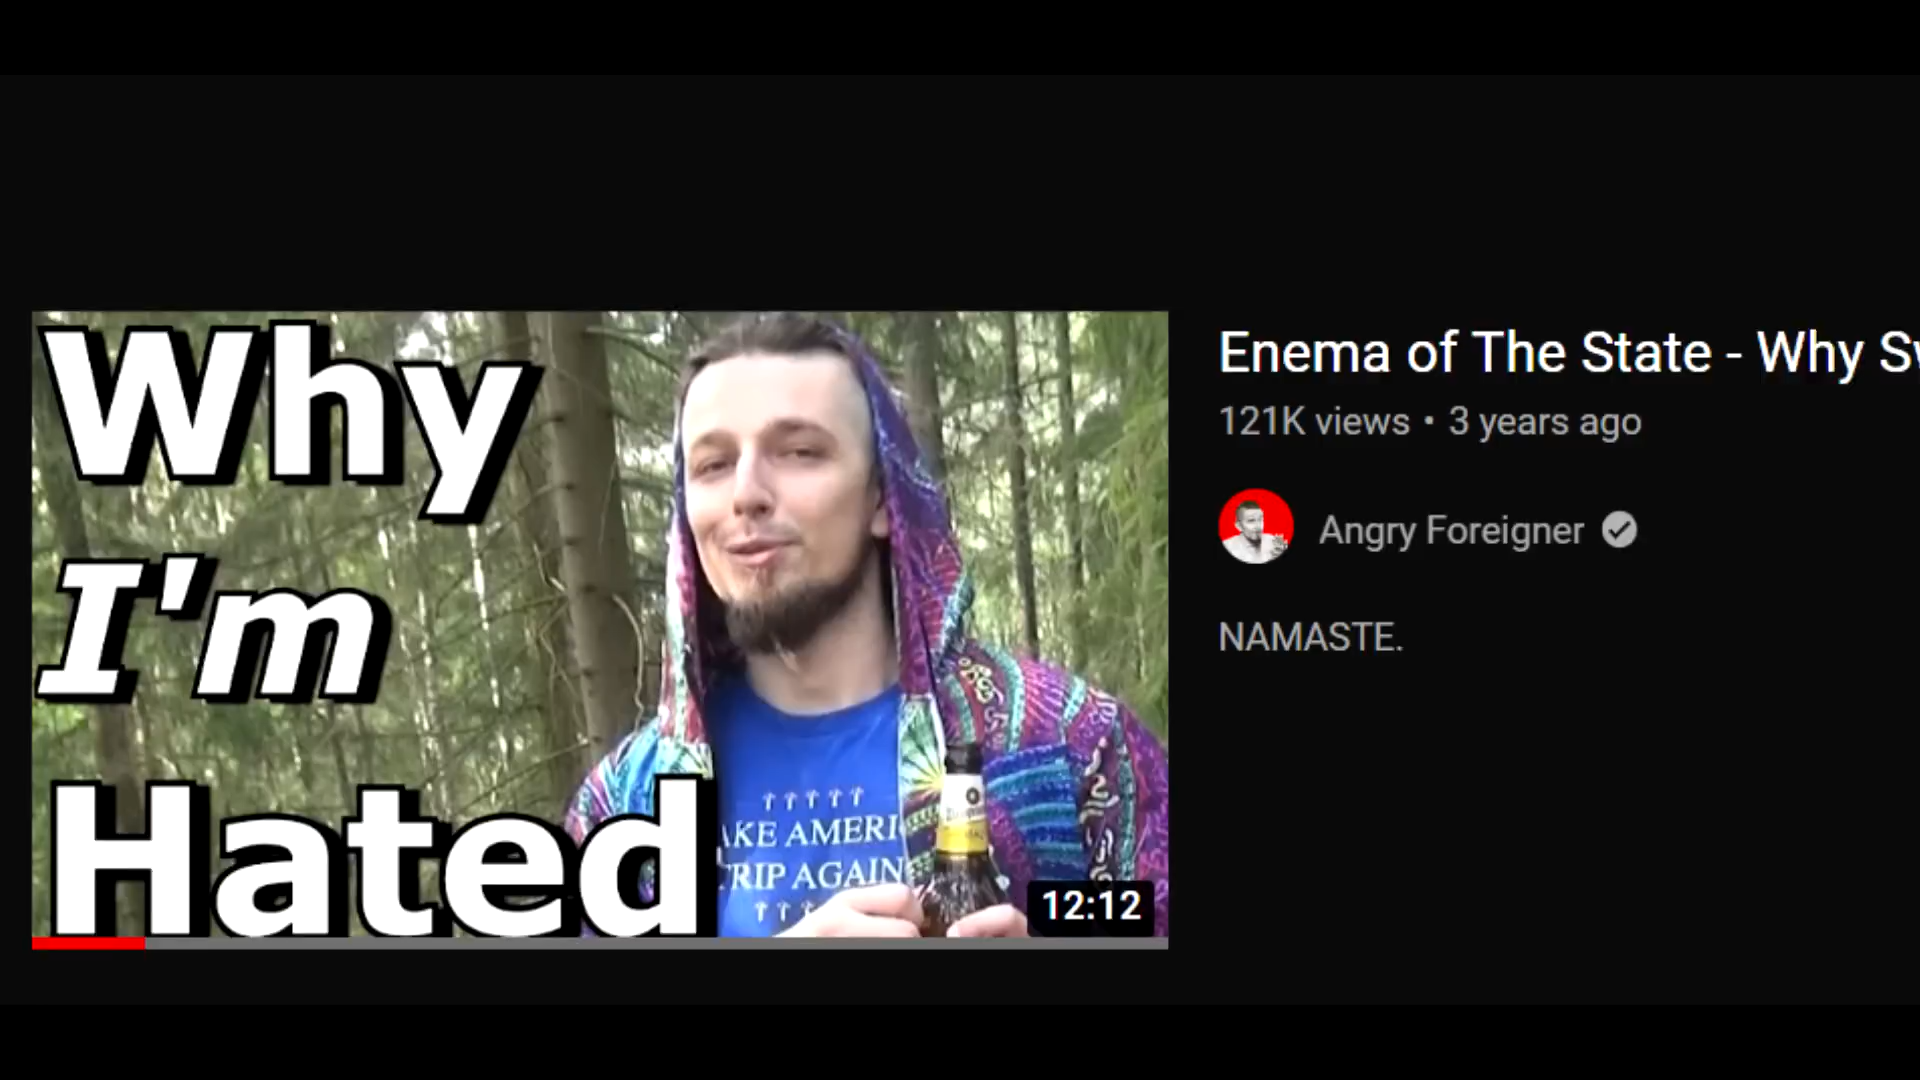 Why
I'm
Hated
AKE AMERI
TRIP AGAIN
12:12
Enema of The State - Why Sw
121K views • 3 years ago
Angry Foreigner
NAMASTE.